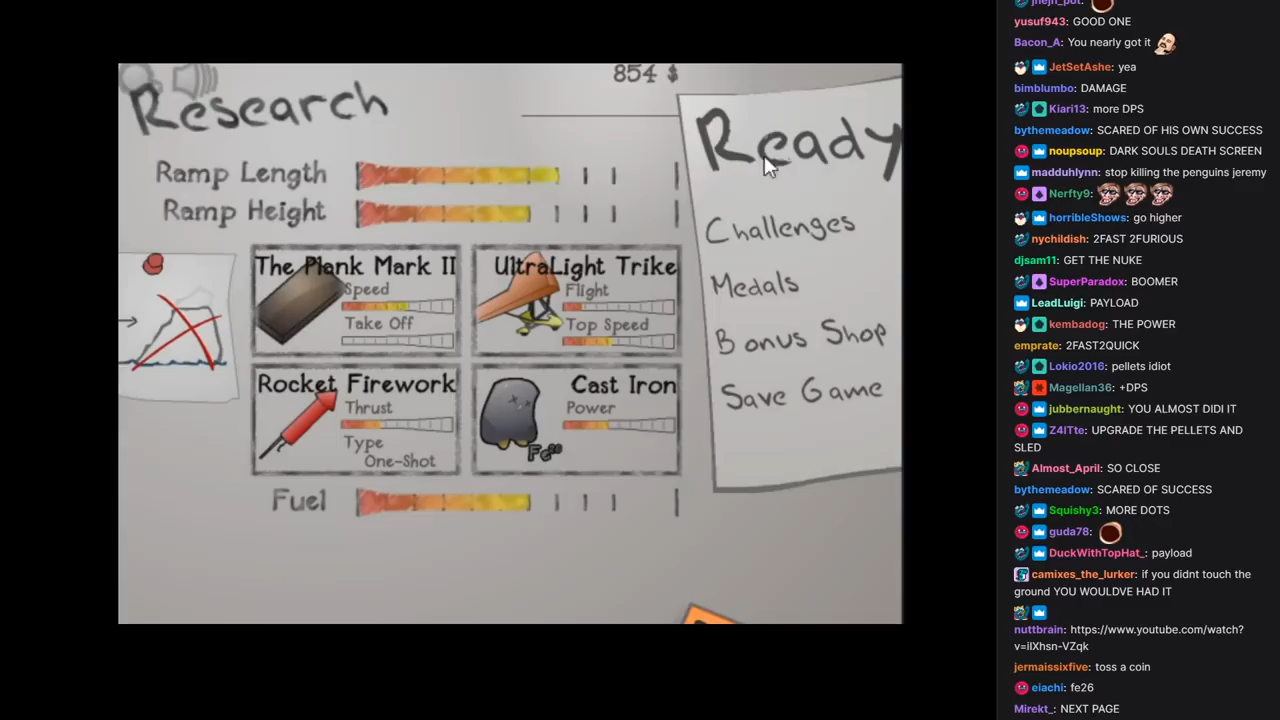 854 $
Research
Ready
Ramp Length
Ramp Height
The Plank Mark II
Speed
Take Off
UltraLight Trike
Flight
Top Speed
Rocket Firework
Thrust
Type
One-Shot
Cast Iron
Power
Fe26
Fuel
Challenges
Medals
Bonus Shop
Save Game
jhejh_pot:
yusuf943: GOOD ONE
Bacon_A: You nearly got it
JetSetAshe: yea
bimblumbo: DAMAGE
Kiari13: more DPS
bythemeadow: SCARED OF HIS OWN SUCCESS
noupsoup: DARK SOULS DEATH SCREEN
madduhlynn: stop killing the penguins jeremy
Nerfty9:
horribleShows: go higher
nychildish: 2FAST 2FURIOUS
djsam11: GET THE NUKE
SuperParadox: BOOMER
LeadLuigi: PAYLOAD
kembadog: THE POWER
emprate: 2FAST2QUICK
Lokio2016: pellets idiot
Magellan36: +DPS
jubbernaught: YOU ALMOST DIDI IT
Z4lTte: UPGRADE THE PELLETS AND
SLED
Almost_April: SO CLOSE
bythemeadow: SCARED OF SUCCESS
Squishy3: MORE DOTS
guda78:
DuckWithTopHat_: payload
camixes_the_lurker: if you didnt touch the
ground YOU WOULDVE HAD IT
nuttbrain: https://www.youtube.com/watch?
v=iIXhsn-VZqk
jermaissixfive: toss a coin
eiachi: fe26
Mirekt_: NEXT PAGE